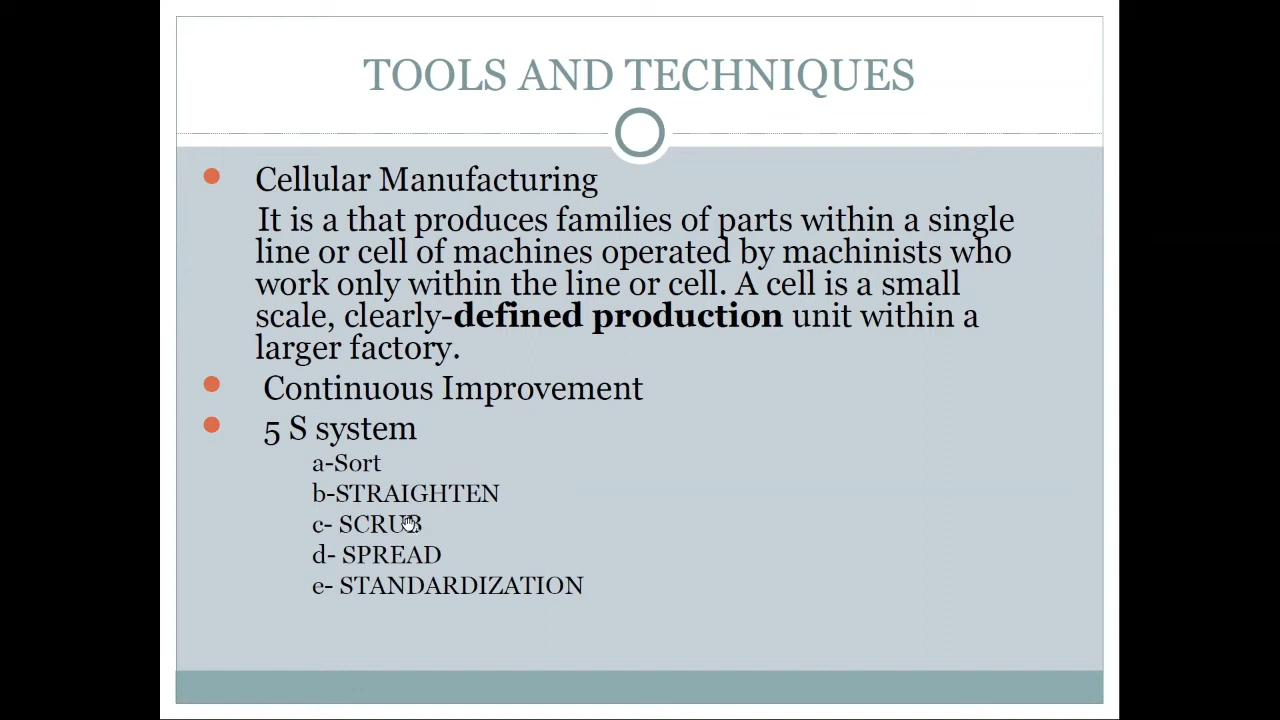 TOOLS AND TECHNIQUES
Cellular Manufacturing
It is a that produces families of parts within a single
line or cell of machines operated by machinists who
work only within the line or cell. A cell is a small
scale, clearly-defined production unit within a
larger factory.
Continuous Improvement
5 S system
a-Sort
b-STRAIGHTEN
c- SCRUB
d- SPREAD
e- STANDARDIZATION